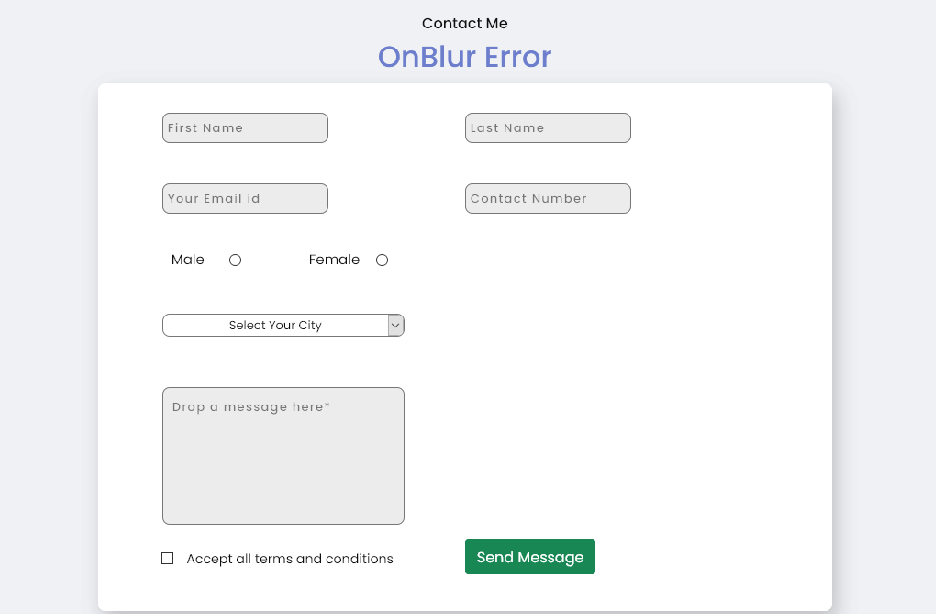 Contact Me
OnBlur Error
First Name
Last Name
Your Email id
Contact Number
Male
Female
Select Your City
Drop a message here*
Accept all terms and conditions
Send Message